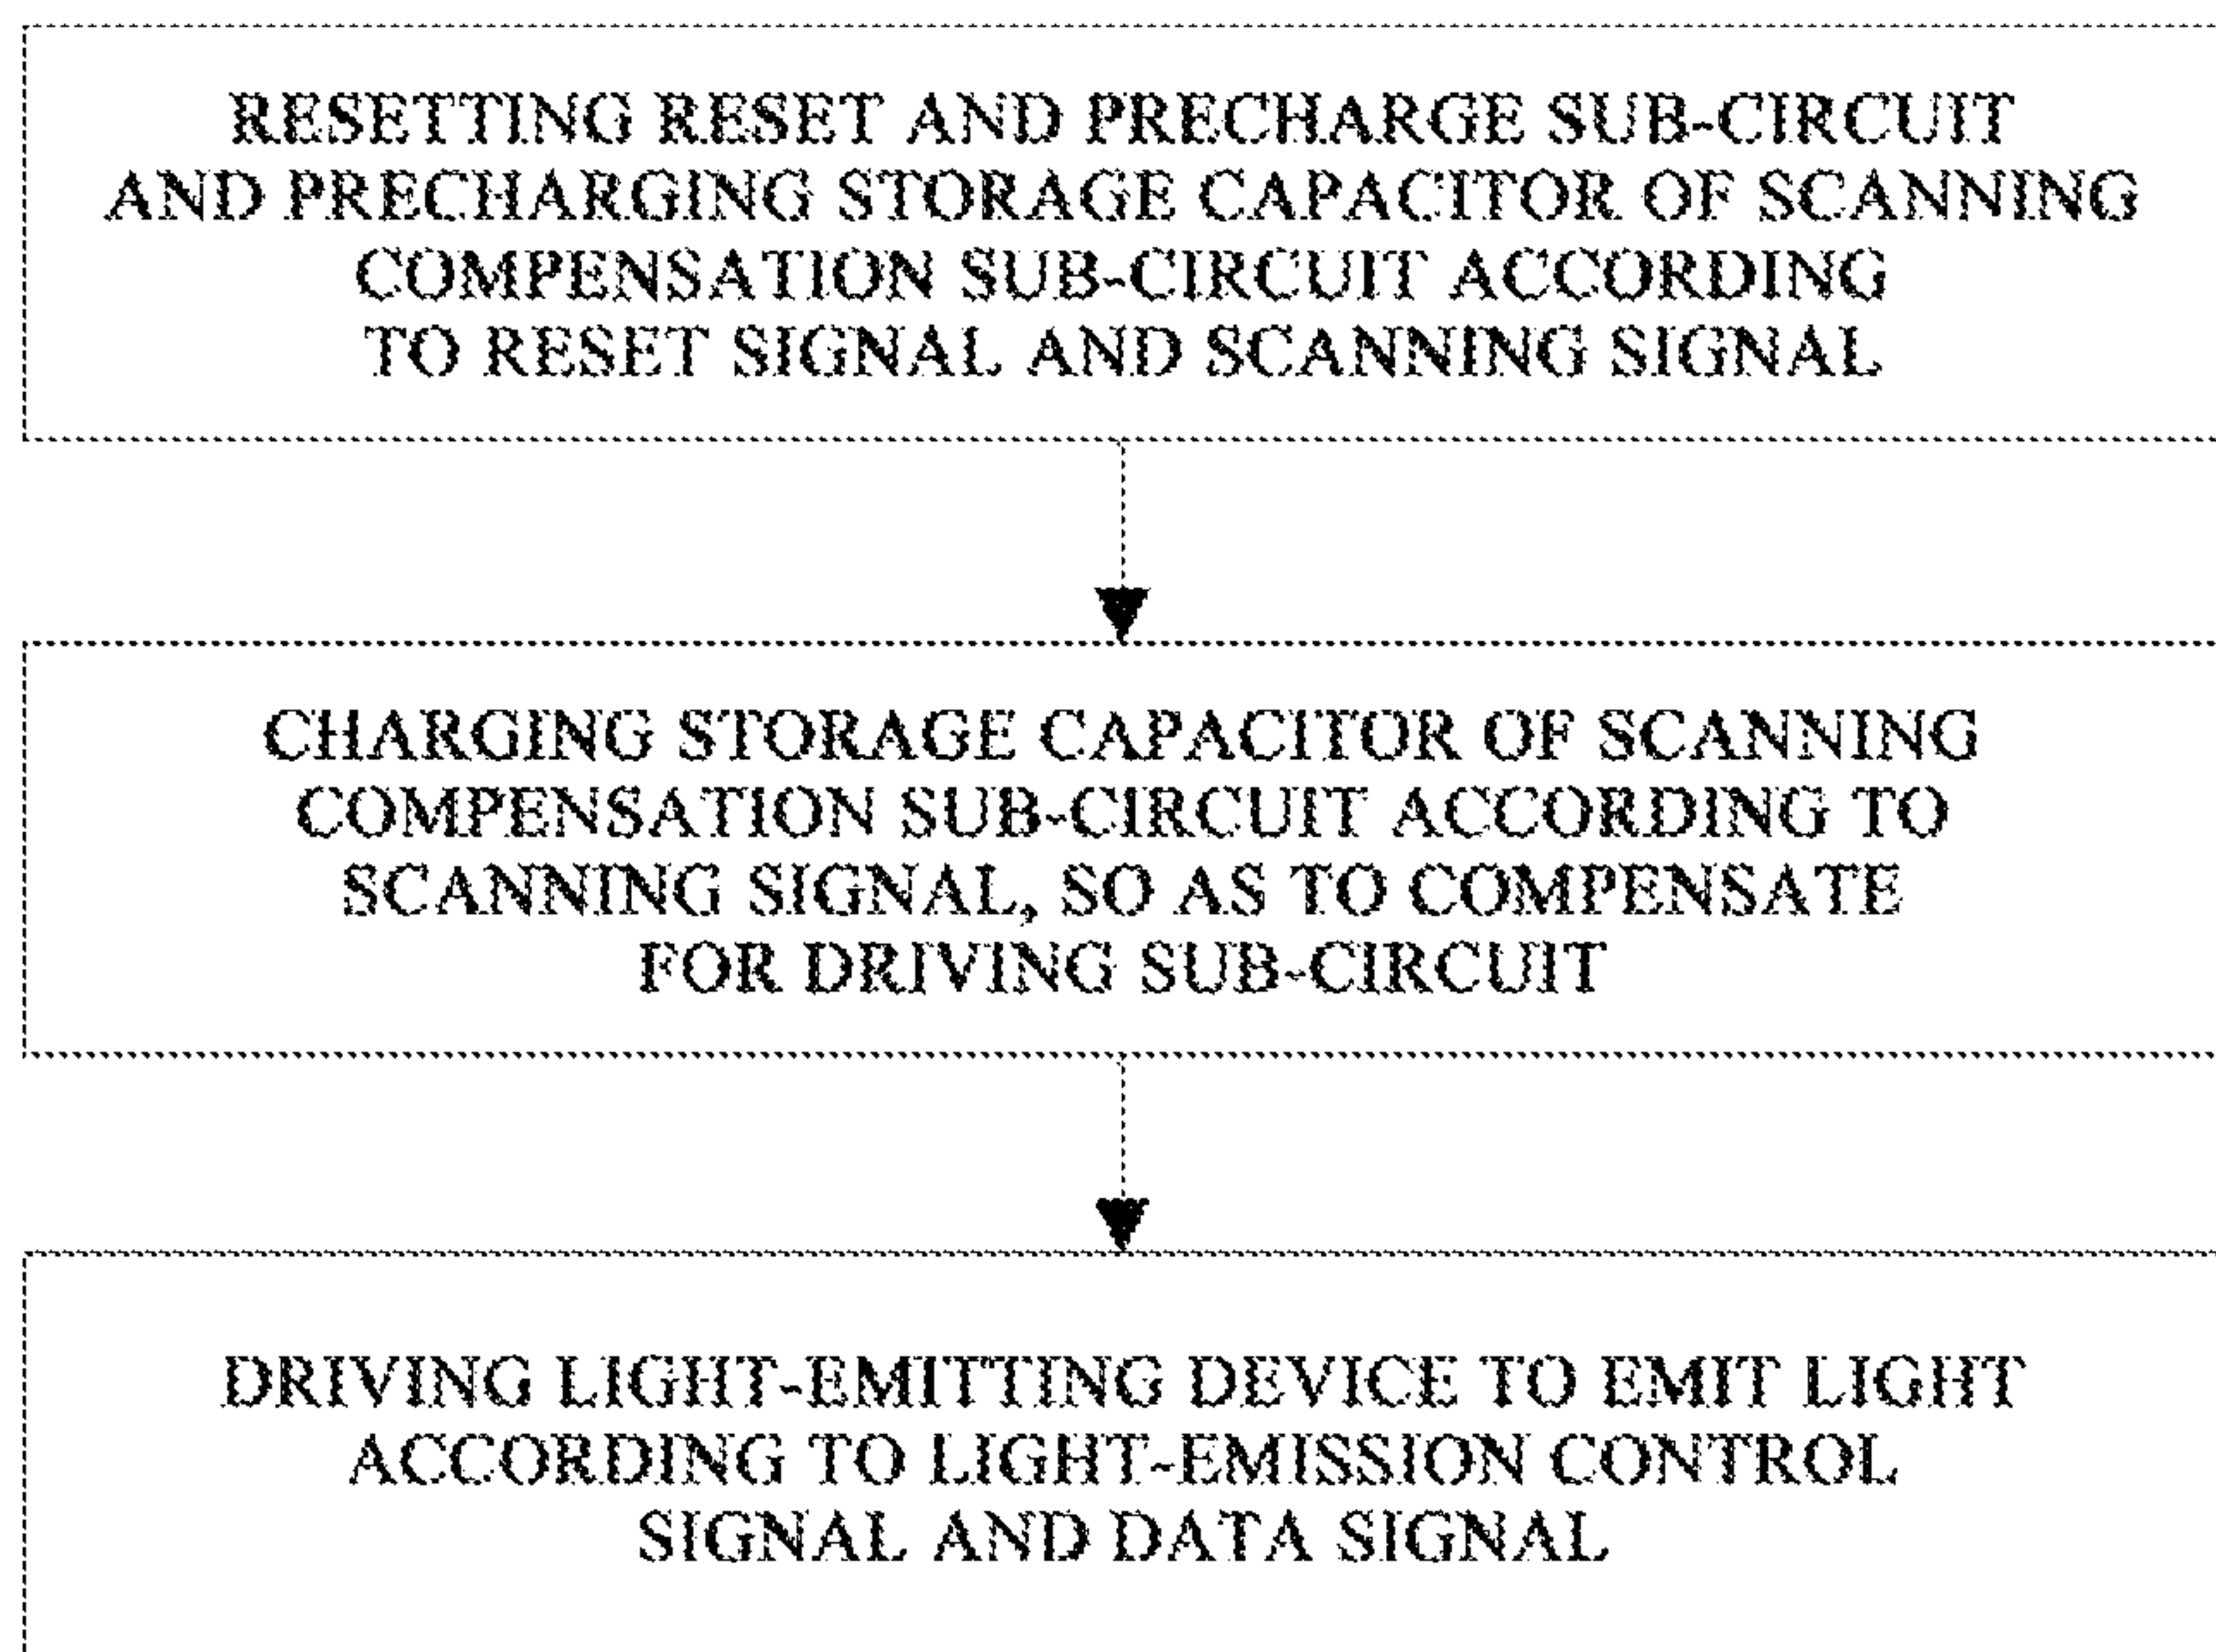 RESETTING RESET AND PRECHARGE SUB-CIRCUIT
AND PRECHARGING STORAGE CAPACITOR OF SCANNING
COMPENSATION SUB-CIRCUIT ACCORDING
TO RESET SIGNAL AND SCANNING SIGNAL
CHARGING STORAGE CAPACITOR OF SCANNING
COMPENSATION SUB-CIRCUIT ACCORDING TO
SCANNING SIGNAL, SO AS TO COMPENSATE
FOR DRIVING SUB-CIRCUIT
DRIVING LIGHT-EMITTING DEVICE TO EMIT LIGHT
ACCORDING TO LIGHT-EMISSION CONTROL
SIGNAL AND DATA SIGNAL